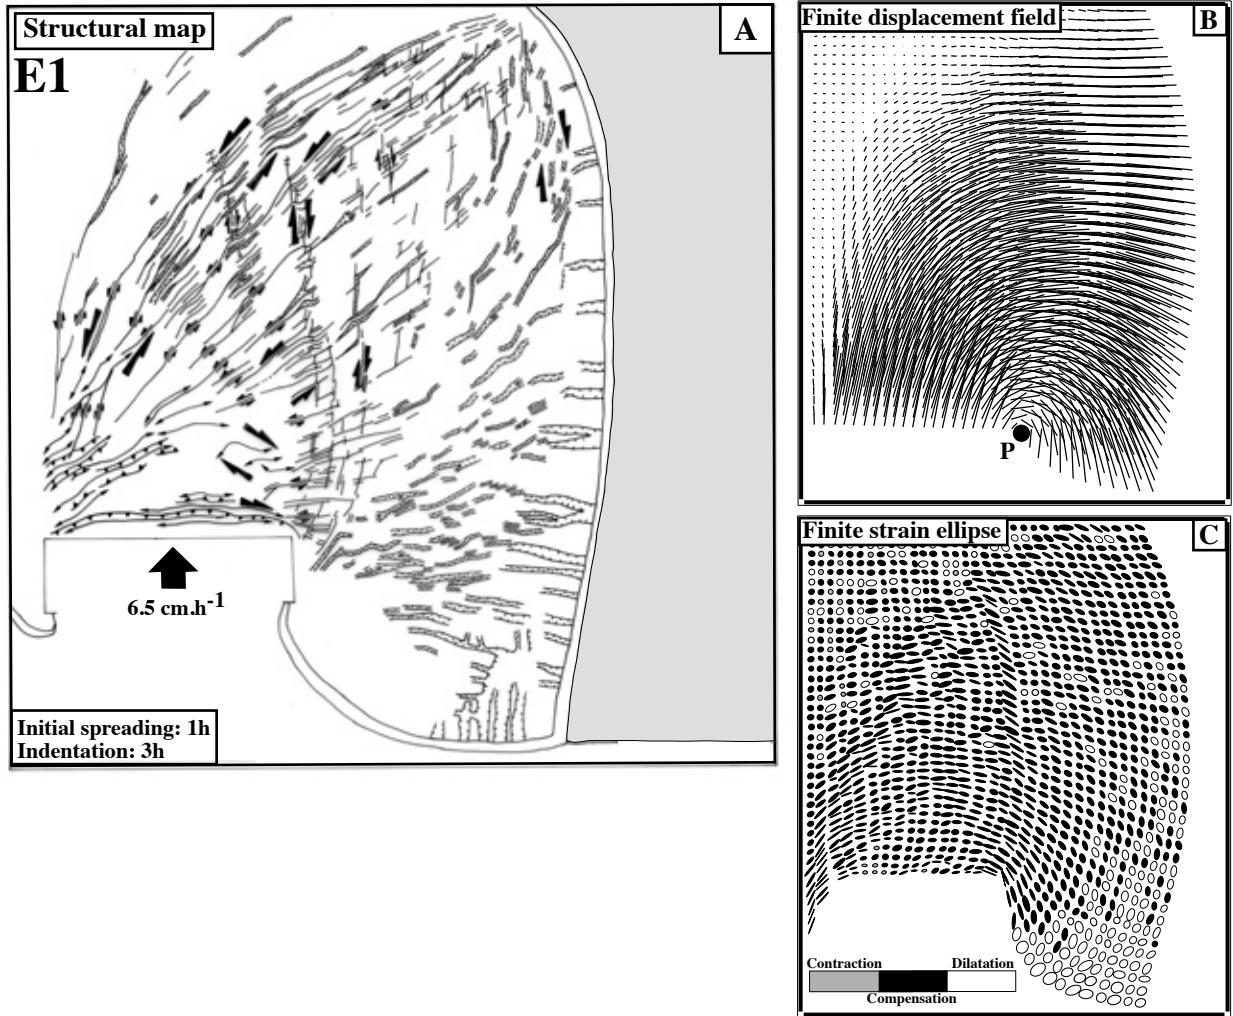 Structural map
A
E1
6.5 cm.h-1
Initial spreading: 1h
Indentation: 3h
Finite displacement field
B
P
Finite strain ellipse
C
Contraction
Dilatation
Compensation